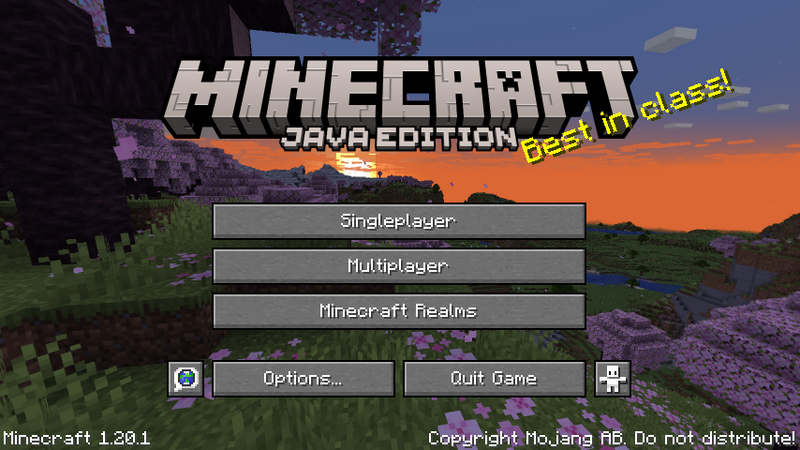 MINECRAFT
JAVA EDITION
Best in class!
Singleplayer
Multiplayer
Minecraft Realms
Options...
Quit Game
Minecraft 1.20.1
Copyright Mojang AB. Do not distribute!